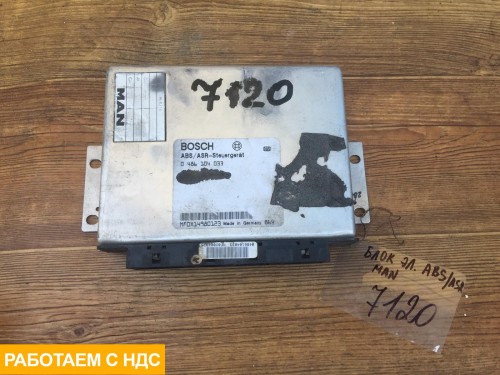 7120
MAN
BOSCH
ABS/ASR-Steuergerät
0 486 104 033
Made in Germany
БЛОК ЭЛ. ABS/ASR
MAN
7120
РАБОТАЕМ С НДС